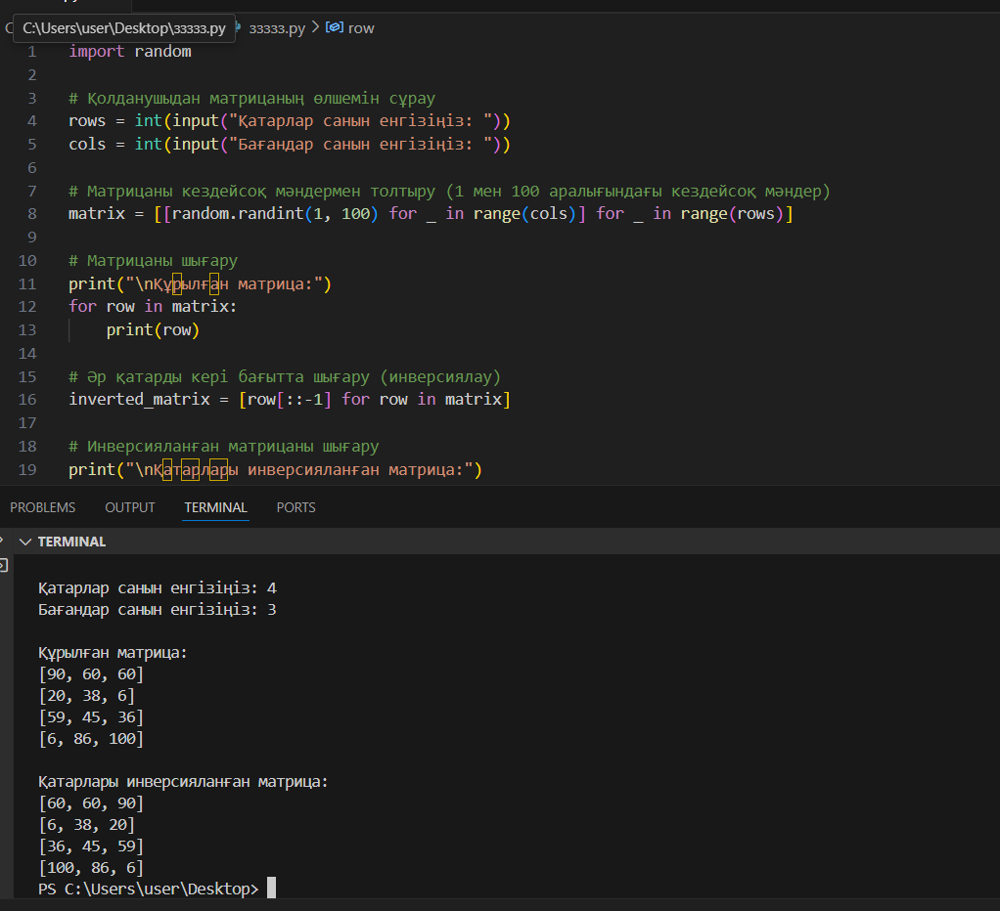 C:\Users\user\Desktop\33333.py 33333.py > row
1 import random
2
3 # Қолданушыдан матрицаның өлшемін сұрау
4 rows = int(input("Қатарлар санын енгізіңіз: "))
5 cols = int(input("Бағандар санын енгізіңіз: "))
6
7 # Матрицаны кездейсоқ мәндермен толтыру (1 мен 100 аралығындағы кездейсоқ мәндер)
8 matrix = [[random.randint(1, 100) for _ in range(cols)] for _ in range(rows)]
9
10 # Матрицаны шығару
11 print("\nҚұрылған матрица:")
12 for row in matrix:
13 print(row)
14
15 # Әр қатарды кері бағытта шығару (инверсиялау)
16 inverted_matrix = [row[::-1] for row in matrix]
17
18 # Инверсияланған матрицаны шығару
19 print("\nҚатарлары инверсияланған матрица:")
PROBLEMS OUTPUT TERMINAL PORTS
TERMINAL
Қатарлар санын енгізіңіз: 4
Бағандар санын енгізіңіз: 3
Құрылған матрица:
[90, 60, 60]
[20, 38, 6]
[59, 45, 36]
[6, 86, 100]
Қатарлары инверсияланған матрица:
[60, 60, 90]
[6, 38, 20]
[36, 45, 59]
[100, 86, 6]
PS C:\Users\user\Desktop>